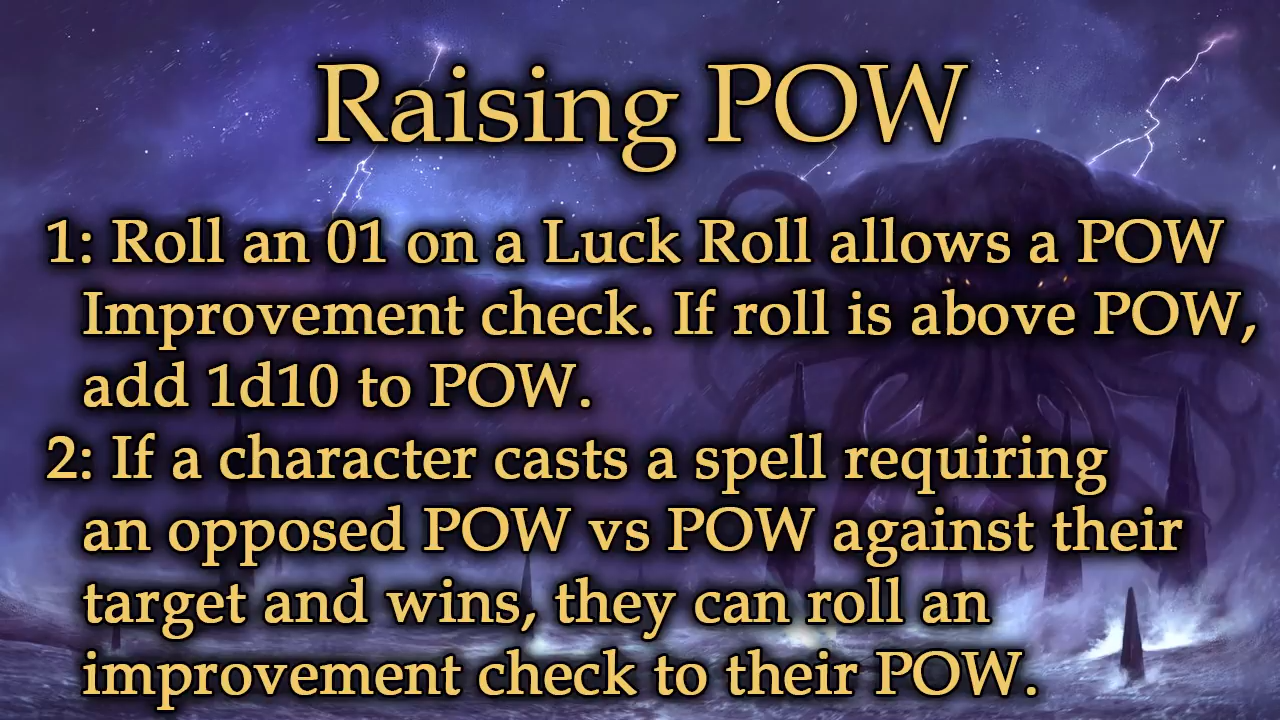 Raising POW
1: Roll an 01 on a Luck Roll allows a POW
Improvement check. If roll is above POW,
add 1d10 to POW.
2: If a character casts a spell requiring
an opposed POW vs POW against their
target and wins, they can roll an
improvement check to their POW.